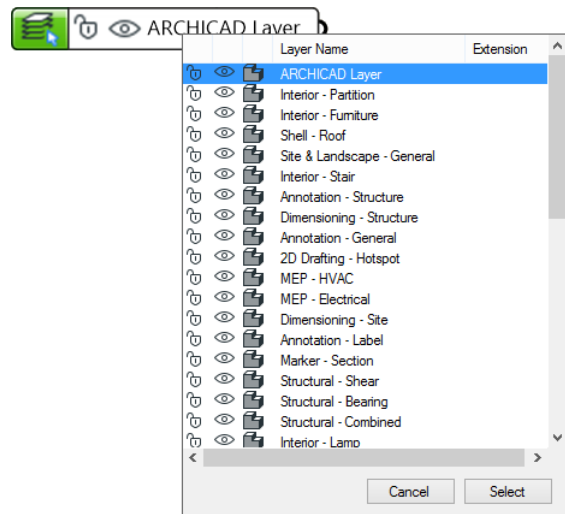 ARCHICAD Layer
Layer Name Extension
ARCHICAD Layer
Interior - Partition
Interior - Furniture
Shell - Roof
Site & Landscape - General
Interior - Stair
Annotation - Structure
Dimensioning - Structure
Annotation - General
2D Drafting - Hotspot
MEP - HVAC
MEP - Electrical
Dimensioning - Site
Annotation - Label
Marker - Section
Structural - Shear
Structural - Bearing
Structural - Combined
Interior - Lamp
Cancel Select